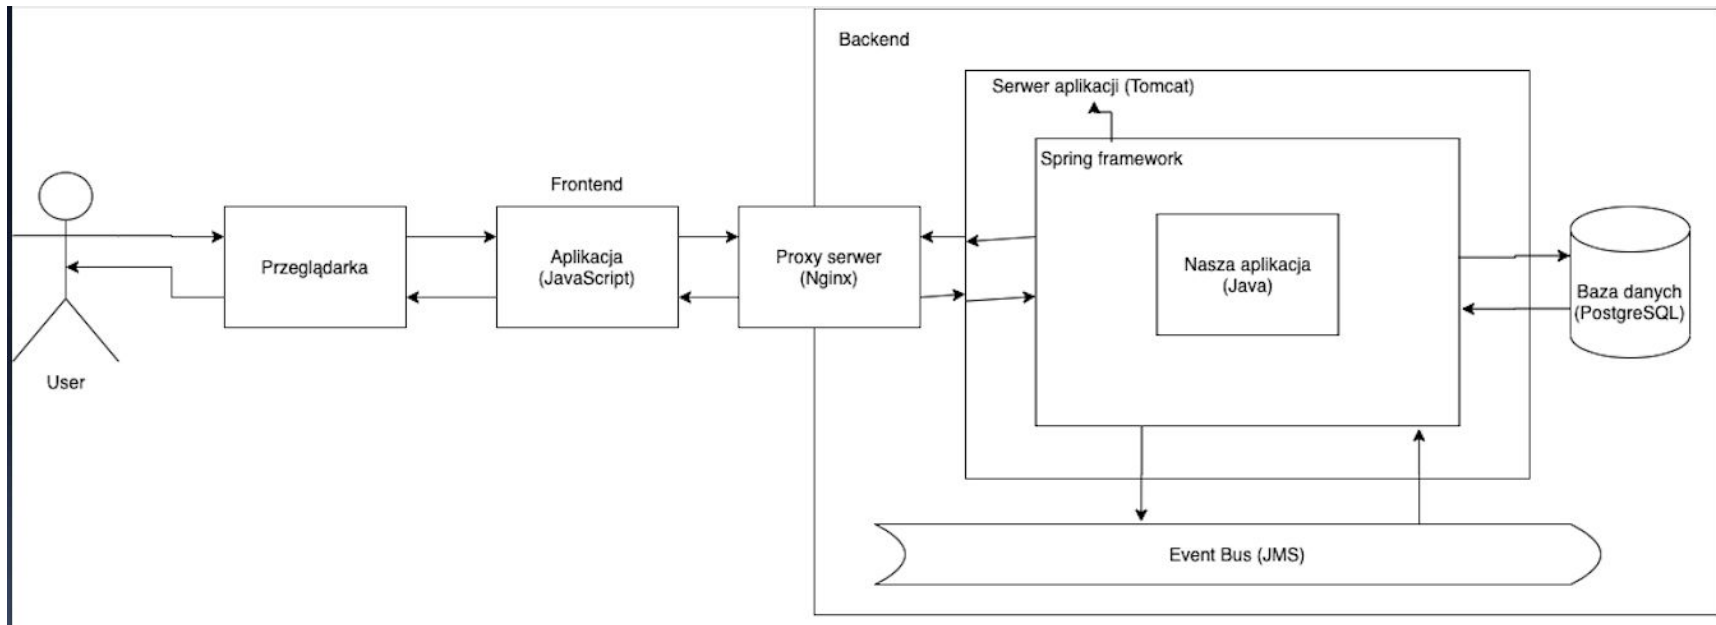 Backend
Serwer aplikacji (Tomcat)
Spring framework
Frontend
Przeglądarka
Aplikacja
(JavaScript)
Proxy serwer
(Nginx)
Nasza aplikacja
(Java)
Baza danych
(PostgreSQL)
User
Event Bus (JMS)